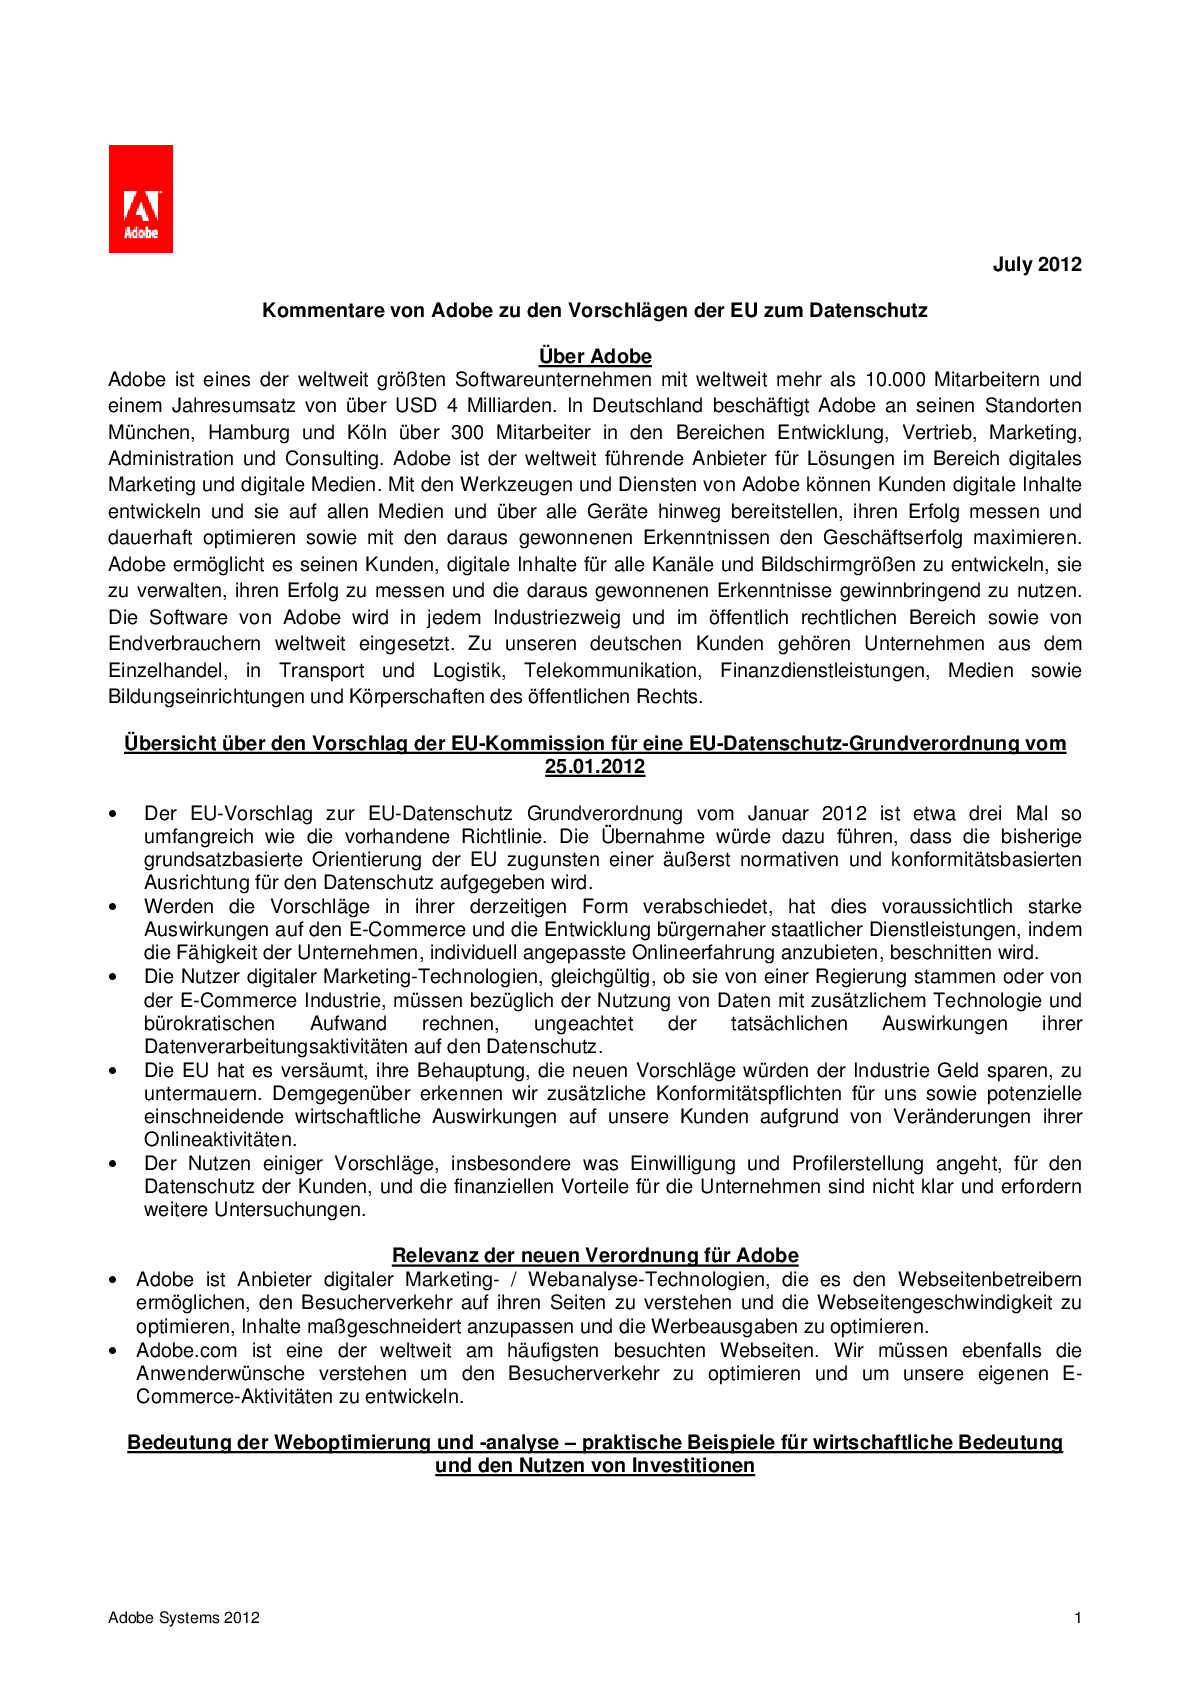 Adobe
July 2012
Kommentare von Adobe zu den Vorschlägen der EU zum Datenschutz
Über Adobe
Adobe ist eines der weltweit größten Softwareunternehmen mit weltweit mehr als 10.000 Mitarbeitern und
einem Jahresumsatz von über USD 4 Milliarden. In Deutschland beschäftigt Adobe an seinen Standorten
München, Hamburg und Köln über 300 Mitarbeiter in den Bereichen Entwicklung, Vertrieb, Marketing,
Administration und Consulting. Adobe ist der weltweit führende Anbieter für Lösungen im Bereich digitales
Marketing und digitale Medien. Mit den Werkzeugen und Diensten von Adobe können Kunden digitale Inhalte
entwickeln und sie auf allen Medien und über alle Geräte hinweg bereitstellen, ihren Erfolg messen und
dauerhaft optimieren sowie mit den daraus gewonnenen Erkenntnissen den Geschäftserfolg maximieren.
Adobe ermöglicht es seinen Kunden, digitale Inhalte für alle Kanäle und Bildschirmgrößen zu entwickeln, sie
zu verwalten, ihren Erfolg zu messen und die daraus gewonnenen Erkenntnisse gewinnbringend zu nutzen.
Die Software von Adobe wird in jedem Industriezweig und im öffentlich rechtlichen Bereich sowie von
Endverbrauchern weltweit eingesetzt. Zu unseren deutschen Kunden gehören Unternehmen aus dem
Einzelhandel, in Transport und Logistik, Telekommunikation, Finanzdienstleistungen, Medien sowie
Bildungseinrichtungen und Körperschaften des öffentlichen Rechts.
Übersicht über den Vorschlag der EU-Kommission für eine EU-Datenschutz-Grundverordnung vom
25.01.2012
• Der EU-Vorschlag zur EU-Datenschutz Grundverordnung vom Januar 2012 ist etwa drei Mal so
umfangreich wie die vorhandene Richtlinie. Die Übernahme würde dazu führen, dass die bisherige
grundsatzbasierte Orientierung der EU zugunsten einer äußerst normativen und konformitätsbasierten
Ausrichtung für den Datenschutz aufgegeben wird.
• Werden die Vorschläge in ihrer derzeitigen Form verabschiedet, hat dies voraussichtlich starke
Auswirkungen auf den E-Commerce und die Entwicklung bürgernaher staatlicher Dienstleistungen, indem
die Fähigkeit der Unternehmen, individuell angepasste Onlineerfahrung anzubieten, beschnitten wird.
• Die Nutzer digitaler Marketing-Technologien, gleichgültig, ob sie von einer Regierung stammen oder von
der E-Commerce Industrie, müssen bezüglich der Nutzung von Daten mit zusätzlichem Technologie und
bürokratischen Aufwand rechnen, ungeachtet der tatsächlichen Auswirkungen ihrer
Datenverarbeitungsaktivitäten auf den Datenschutz.
• Die EU hat es versäumt, ihre Behauptung, die neuen Vorschläge würden der Industrie Geld sparen, zu
untermauern. Demgegenüber erkennen wir zusätzliche Konformitätspflichten für uns sowie potenzielle
einschneidende wirtschaftliche Auswirkungen auf unsere Kunden aufgrund von Veränderungen ihrer
Onlineaktivitäten.
• Der Nutzen einiger Vorschläge, insbesondere was Einwilligung und Profilerstellung angeht, für den
Datenschutz der Kunden, und die finanziellen Vorteile für die Unternehmen sind nicht klar und erfordern
weitere Untersuchungen.
Relevanz der neuen Verordnung für Adobe
• Adobe ist Anbieter digitaler Marketing- / Webanalyse-Technologien, die es den Webseitenbetreibern
ermöglichen, den Besucherverkehr auf ihren Seiten zu verstehen und die Webseitengeschwindigkeit zu
optimieren, Inhalte maßgeschneidert anzupassen und die Werbeausgaben zu optimieren.
• Adobe.com ist eine der weltweit am häufigsten besuchten Webseiten. Wir müssen ebenfalls die
Anwenderwünsche verstehen um den Besucherverkehr zu optimieren und um unsere eigenen E-
Commerce-Aktivitäten zu entwickeln.
Bedeutung der Weboptimierung und -analyse – praktische Beispiele für wirtschaftliche Bedeutung
und den Nutzen von Investitionen
Adobe Systems 2012 1